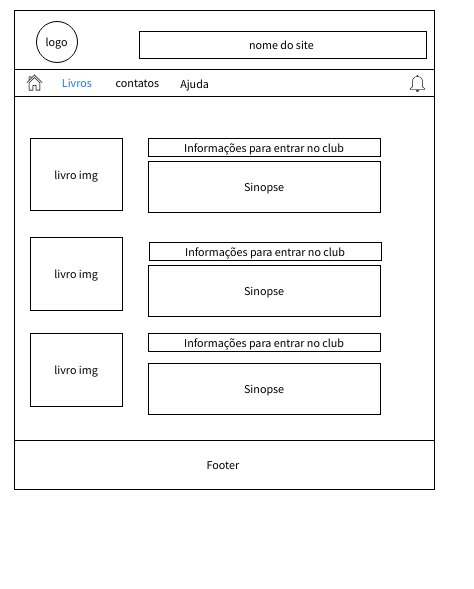 logo
nome do site
Livros
contatos
Ajuda
livro img
Informações para entrar no club
Sinopse
livro img
Informações para entrar no club
Sinopse
livro img
Informações para entrar no club
Sinopse
Footer